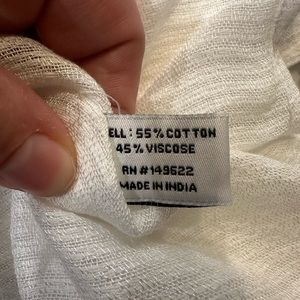 ELL: 55% COTTON
45% VISCOSE
RN #149622
MADE IN INDIA